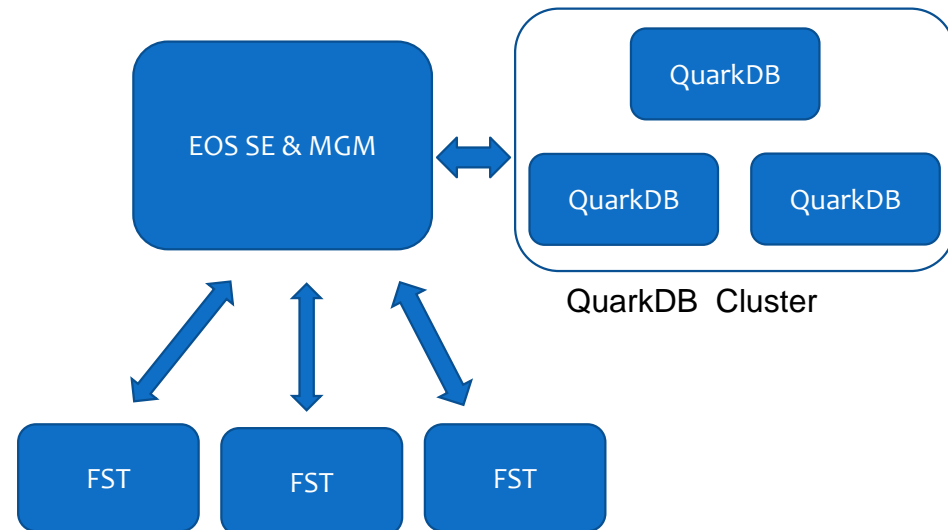 QuarkDB
EOS SE & MGM
QuarkDB
QuarkDB
QuarkDB Cluster
FST
FST
FST